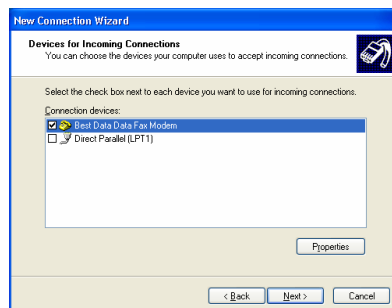 New Connection Wizard
Devices for Incoming Connections
You can choose the devices your computer uses to accept incoming connections.
Select the check box next to each device you want to use for incoming connections.
Connection devices:
Best Data Data Fax Modem
Direct Parallel (LPT1)
Properties
< Back Next > Cancel